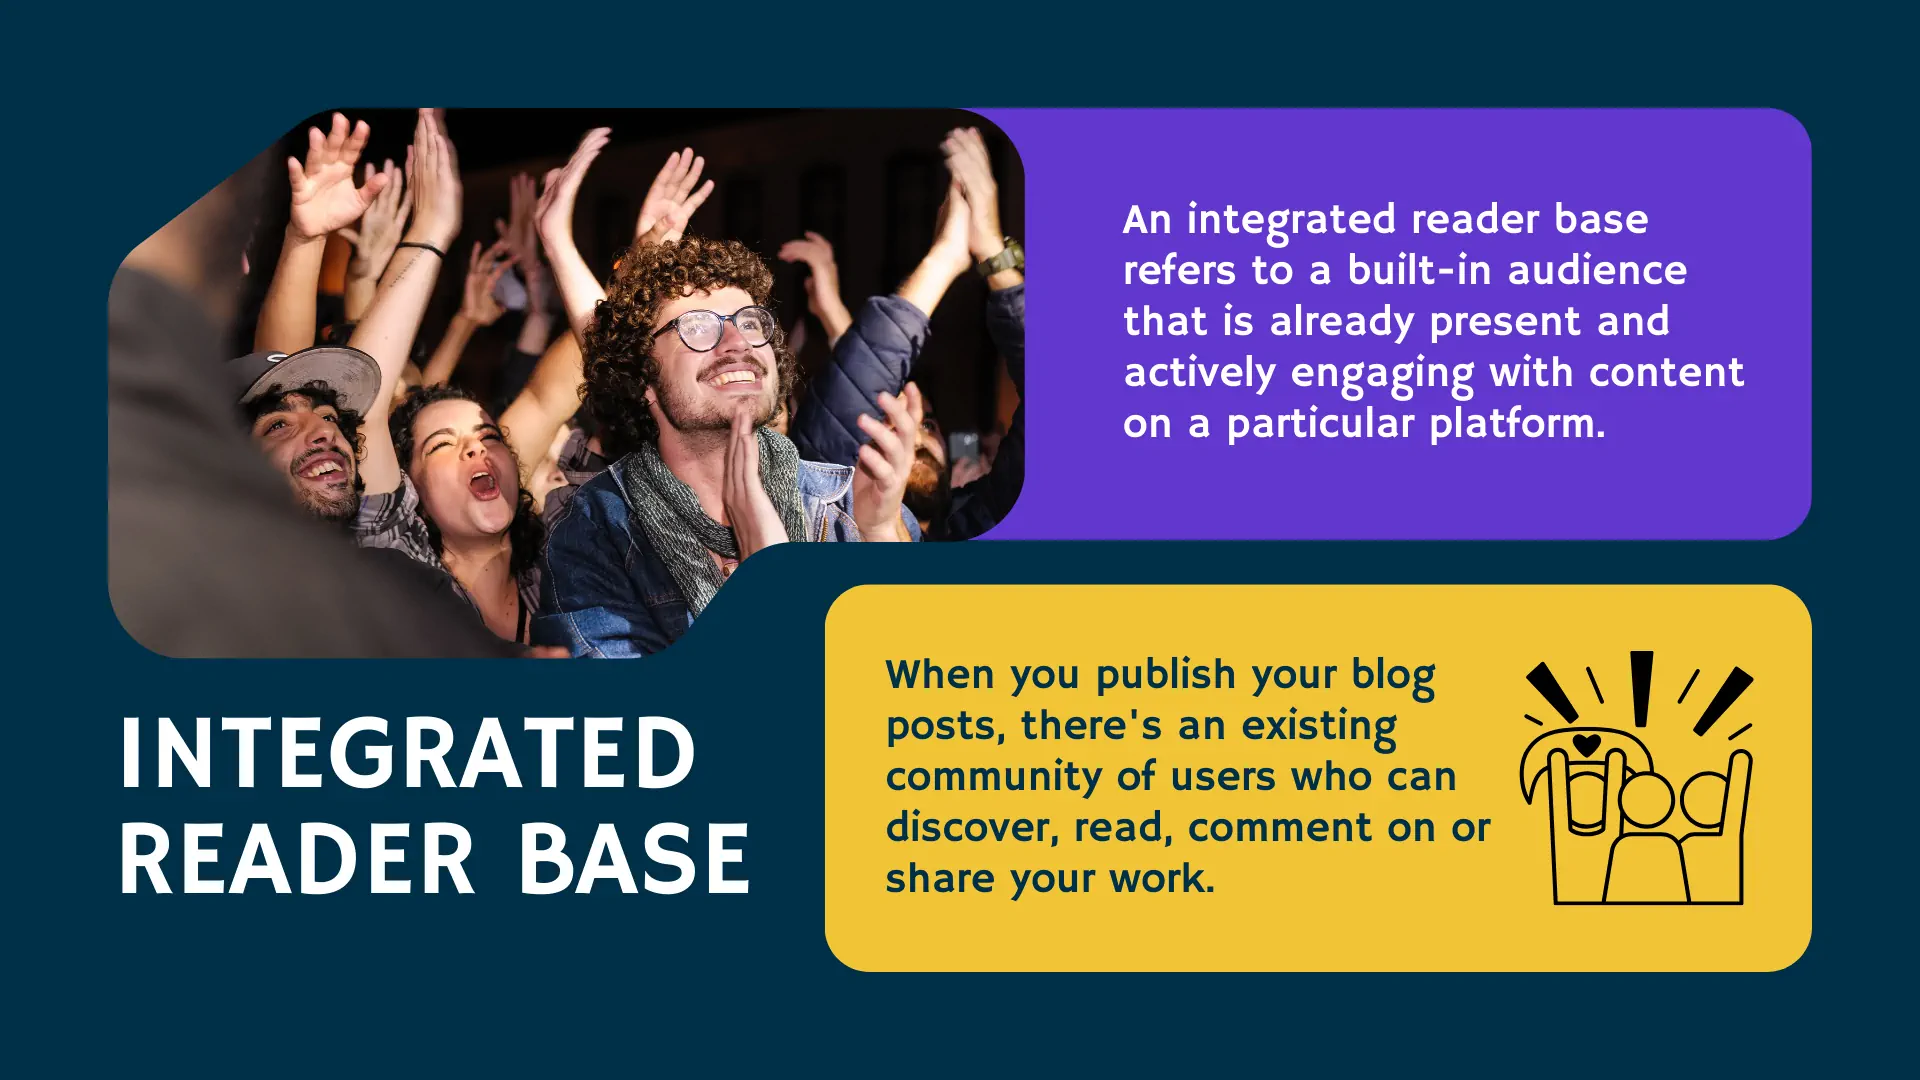 An integrated reader base
refers to a built-in audience
that is already present and
actively engaging with content
on a particular platform.
When you publish your blog
posts, there's an existing
community of users who can
discover, read, comment on or
share your work.
INTEGRATED
READER BASE